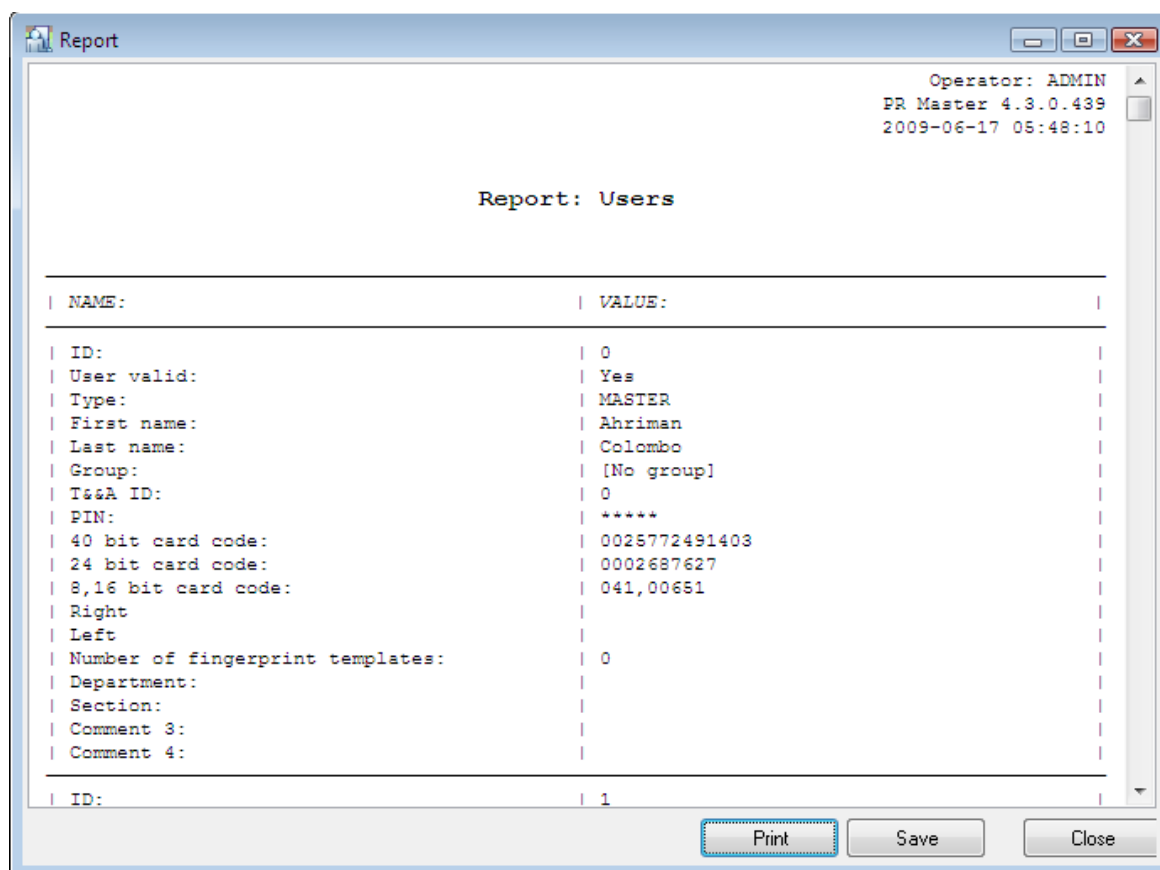 Report
Operator: ADMIN
PR Master 4.3.0.439
2009-06-17 05:48:10
Report: Users
| NAME: | VALUE: |
| ID: | 0 |
| User valid: | Yes |
| Type: | MASTER |
| First name: | Ahriman |
| Last name: | Colombo |
| Group: | [No group] |
| T&&A ID: | 0 |
| PIN: | ***** |
| 40 bit card code: | 0025772491403 |
| 24 bit card code: | 0002687627 |
| 8,16 bit card code: | 041,00651 |
| Right | |
| Left | |
| Number of fingerprint templates: | 0 |
| Department: | |
| Section: | |
| Comment 3: | |
| Comment 4: | |
| ID: | 1 |
Print Save Close